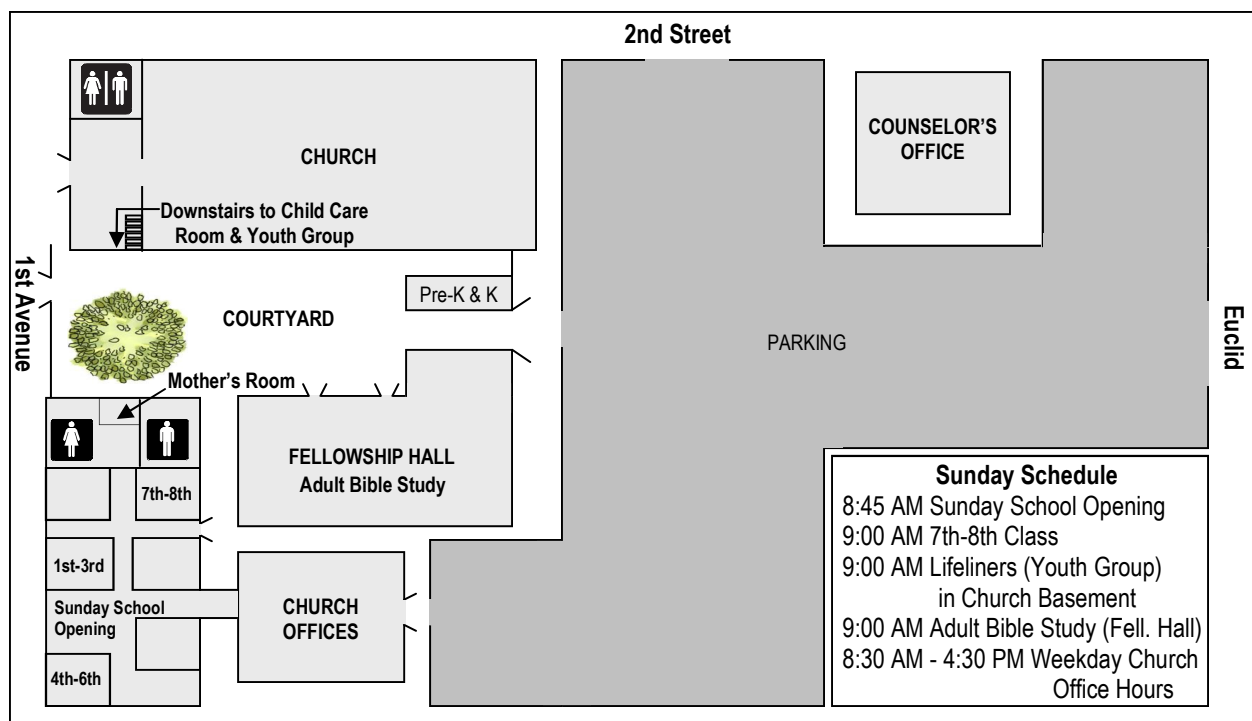 2nd Street
CHURCH
COUNSELOR'S
OFFICE
Downstairs to Child Care
Room & Youth Group
1st Avenue
Pre-K & K
COURTYARD
PARKING
Euclid
Mother's Room
FELLOWSHIP HALL
Adult Bible Study
7th-8th
1st-3rd
Sunday School
Opening
CHURCH
OFFICES
4th-6th
Sunday Schedule
8:45 AM Sunday School Opening
9:00 AM 7th-8th Class
9:00 AM Lifeliners (Youth Group)
in Church Basement
9:00 AM Adult Bible Study (Fell. Hall)
8:30 AM - 4:30 PM Weekday Church
Office Hours